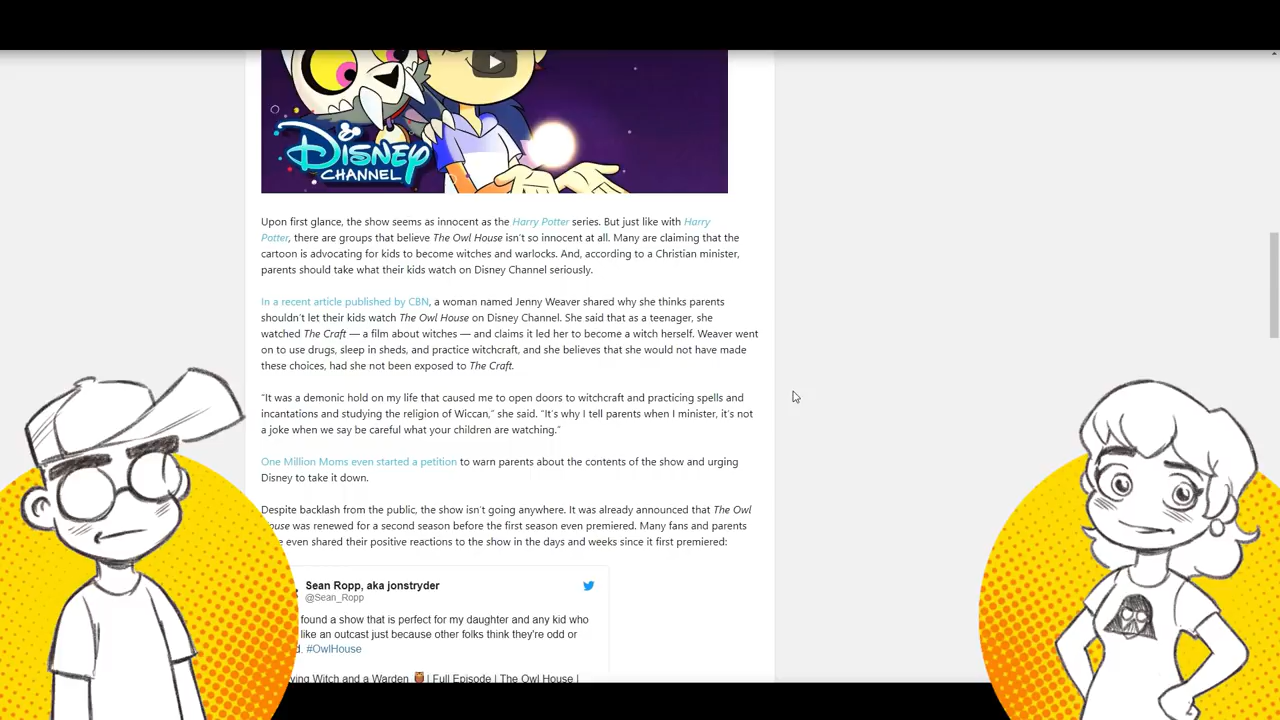 DISNEY
CHANNEL
Upon first glance, the show seems as innocent as the Harry Potter series. But just like with Harry
Potter, there are groups that believe The Owl House isn't so innocent at all. Many are claiming that the
cartoon is advocating for kids to become witches and warlocks. And, according to a Christian minister,
parents should take what their kids watch on Disney Channel seriously.
In a recent article published by CBN, a woman named Jenny Weaver shared why she thinks parents
shouldn't let their kids watch The Owl House on Disney Channel. She said that as a teenager, she
watched The Craft — a film about witches — and claims it led her to become a witch herself. Weaver went
on to use drugs, sleep in sheds, and practice witchcraft, and she believes that she would not have made
these choices, had she not been exposed to The Craft.
"It was a demonic hold on my life that caused me to open doors to witchcraft and practicing spells and
incantations and studying the religion of Wiccan," she said. "It's why I tell parents when I minister, it's not
a joke when we say be careful what your children are watching."
One Million Moms even started a petition to warn parents about the contents of the show and urging
Disney to take it down.
Despite backlash from the public, the show isn't going anywhere. It was already announced that The Owl
House was renewed for a second season before the first season even premiered. Many fans and parents
even shared their positive reactions to the show in the days and weeks since it first premiered:
Sean Ropp, aka jonstryder
@Sean_Ropp
found a show that is perfect for my daughter and any kid who
like an outcast just because other folks think they're odd or
#OwlHouse
Witch and a Warden 🦉 | Full Episode | The Owl House |